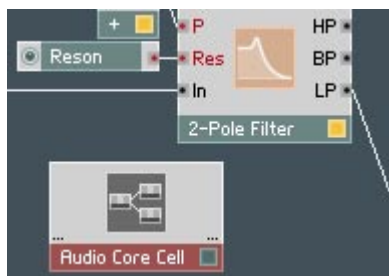 +
P HP
Reson Res BP
In LP
2-Pole Filter
... ...
Audio Core Cell